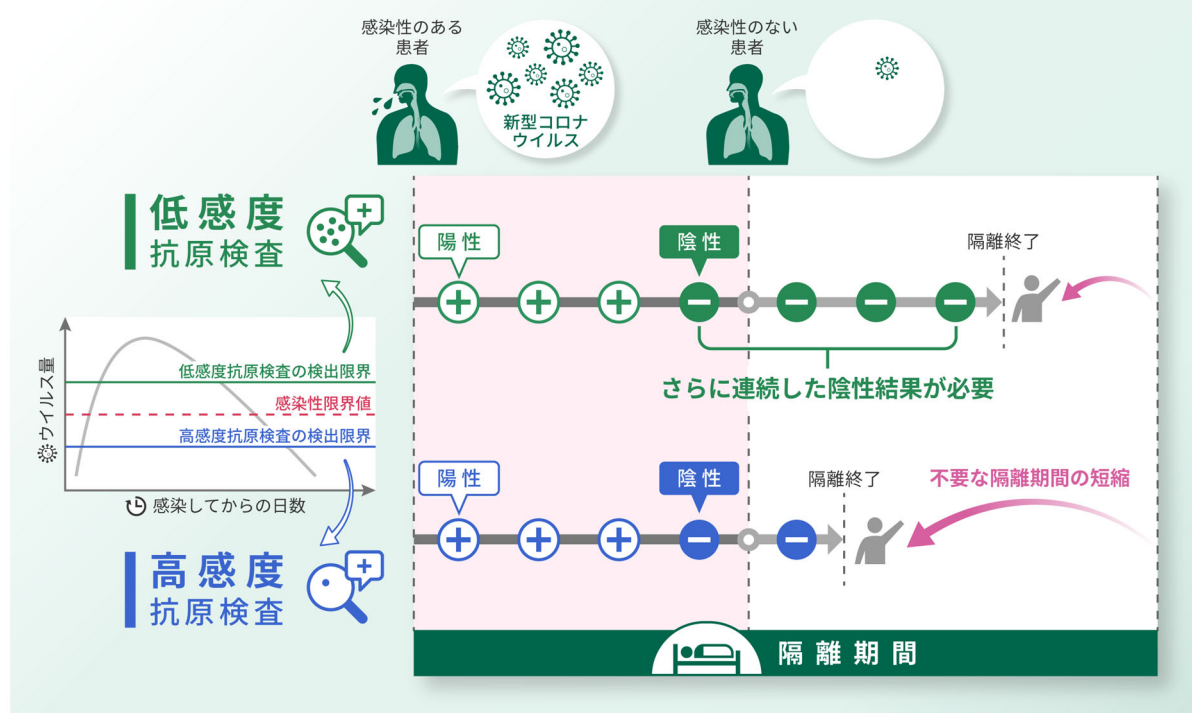 感染性のある
患者
新型コロナ
ウイルス
感染性のない
患者
低感度
抗原検査
陽性
陰性
隔離終了
さらに連続した陰性結果が必要
ウイルス量
低感度抗原検査の検出限界
感染性限界値
高感度抗原検査の検出限界
感染してからの日数
高感度
抗原検査
陽性
陰性
隔離終了
不要な隔離期間の短縮
隔離期間